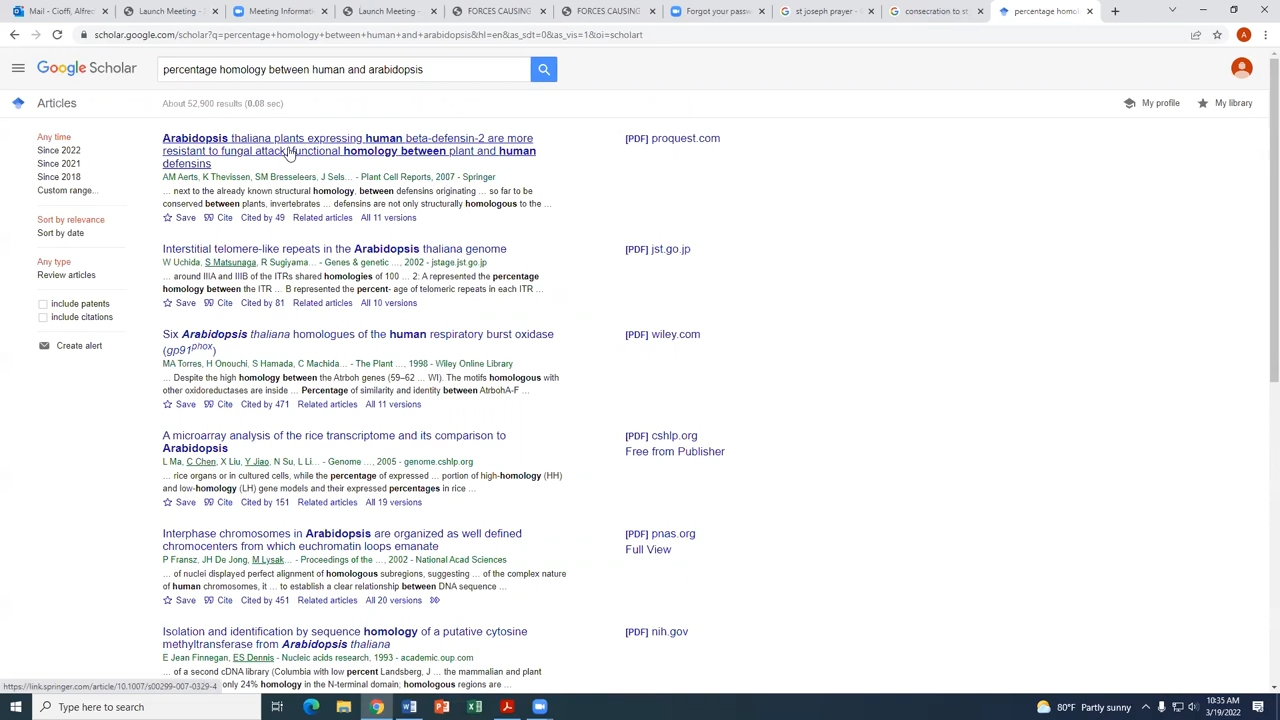 Mail - Cioffi, Alfred
Launch Meeting - Z
Meeting Informati
Launch Meeting -
FORCES CAUSING
FORCES CAUSING
Forgot your passw
st joseph prayer -
consecration to st
percentage homol
scholar.google.com/scholar?q=percentage+homology+between+human+and+arabidopsis&hl=en&as_sdt=0&as_vis=1&oi=scholart
A
Google Scholar
percentage homology between human and arabidopsis
Articles
About 52,900 results (0.08 sec)
My profile
My library
Any time
Since 2022
Since 2021
Since 2018
Custom range...
Sort by relevance
Sort by date
Any type
Review articles
include patents
include citations
Create alert
Arabidopsis thaliana plants expressing human beta-defensin-2 are more
resistant to fungal attack: functional homology between plant and human
defensins
[PDF] proquest.com
AM Aerts, K Thevissen, SM Bresseleers, J Sels... - Plant Cell Reports, 2007 - Springer
... next to the already known structural homology, between defensins originating ... so far to be
conserved between plants, invertebrates ... defensins are not only structurally homologous to the ...
Save Cite Cited by 49 Related articles All 11 versions
Interstitial telomere-like repeats in the Arabidopsis thaliana genome
[PDF] jst.go.jp
W Uchida, S Matsunaga, R Sugiyama... - Genes & genetic ..., 2002 - jstage.jst.go.jp
... around IIIA and IIIB of the ITRs shared homologies of 100 ... 2. A represented the percentage
homology between the ITR ... B represented the percent- age of telomeric repeats in each ITR ...
Save Cite Cited by 81 Related articles All 10 versions
Six Arabidopsis thaliana homologues of the human respiratory burst oxidase
(gp91phox)
[PDF] wiley.com
MA Torres, H Onouchi, S Hamada, C Machida... - The Plant ..., 1998 - Wiley Online Library
... Despite the high homology between the Atrboh genes (59–62 ... WI). The motifs homologous with
other oxidoreductases are inside ... Percentage of similarity and identity between AtrbohA-F ...
Save Cite Cited by 471 Related articles All 11 versions
A microarray analysis of the rice transcriptome and its comparison to
Arabidopsis
[PDF] cshlp.org
Free from Publisher
L Ma, C Chen, X Liu, Y Jiao, N Su, L Li... - Genome ..., 2005 - genome.cshlp.org
... rice organs or in cultured cells, while the percentage of expressed ... portion of high-homology (HH)
and low-homology (LH) gene models and their expressed percentages in rice ...
Save Cite Cited by 151 Related articles All 19 versions
Interphase chromosomes in Arabidopsis are organized as well defined
chromocenters from which euchromatin loops emanate
[PDF] pnas.org
Full View
P Fransz, JH De Jong, M Lysak... - Proceedings of the ..., 2002 - National Acad Sciences
... of nuclei displayed perfect alignment of homologous subregions, suggesting ... of the complex nature
of human chromosomes, it ... to establish a clear relationship between DNA sequence ...
Save Cite Cited by 451 Related articles All 20 versions
Isolation and identification by sequence homology of a putative cytosine
methyltransferase from Arabidopsis thaliana
[PDF] nih.gov
E Jean Finnegan, ES Dennis - Nucleic acids research, 1993 - academic.oup.com
... of a second cDNA library (Columbia with low percent Landsberg, J ... the mammalian and plant
only 24% homology in the N-terminal domain; homologous regions are ...
https://link.springer.com/article/10.1007/s00299-007-0329-4
Type here to search
80°F Partly sunny
10:35 AM
3/19/2022